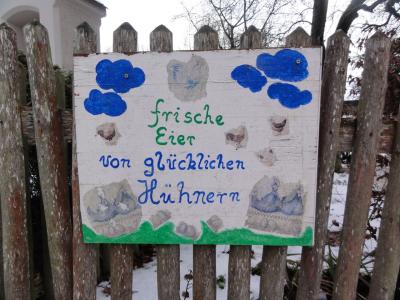 frische
Eier
von glücklichen
Hühnern